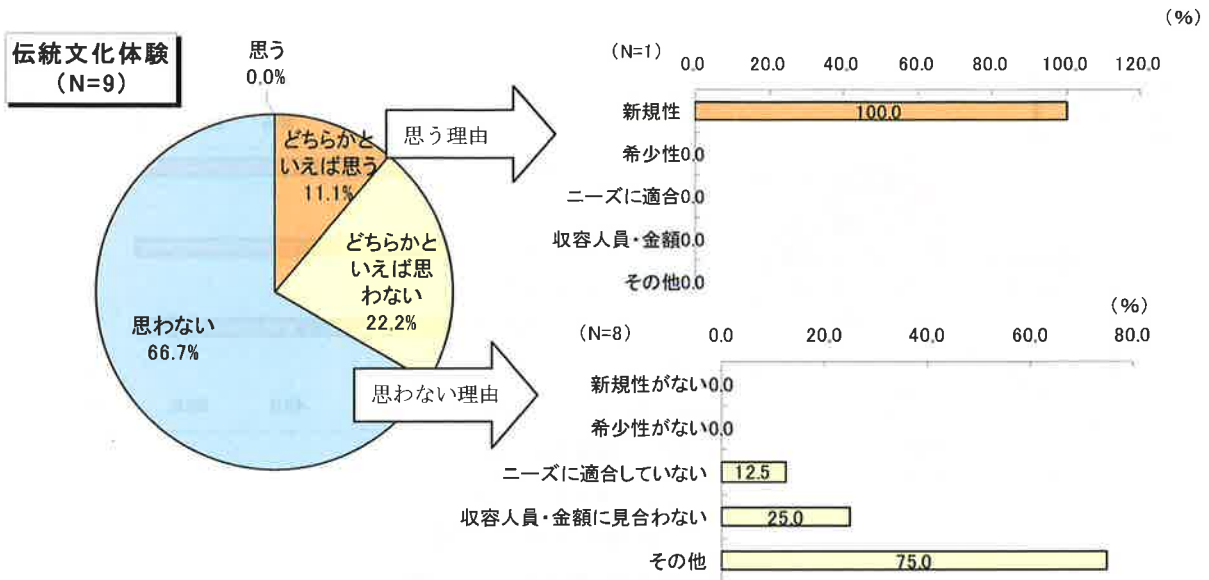 伝統文化体験
(N=9)
思う
0.0%
どちらかと
いえば思う
11.1%
どちらかと
いえば思
わない
22.2%
思わない
66.7%
思う理由
(%)
(N=1)
0.0 20.0 40.0 60.0 80.0 100.0 120.0
新規性 100.0
希少性 0.0
ニーズに適合 0.0
収容人員・金額 0.0
その他 0.0
思わない理由
(%)
(N=8)
0.0 20.0 40.0 60.0 80.0
新規性がない 0.0
希少性がない 0.0
ニーズに適合していない 12.5
収容人員・金額に見合わない 25.0
その他 75.0